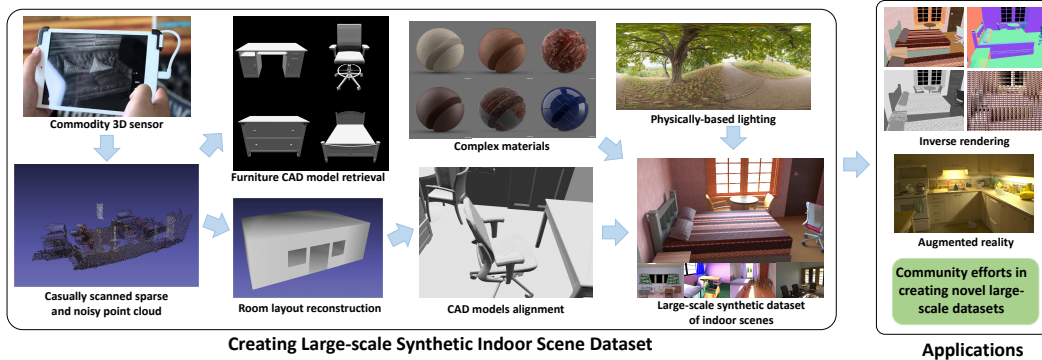 Commodity 3D sensor
Casually scanned sparse
and noisy point cloud
Furniture CAD model retrieval
Room layout reconstruction
Complex materials
CAD models alignment
Physically-based lighting
Large-scale synthetic dataset
of indoor scenes
Creating Large-scale Synthetic Indoor Scene Dataset
Inverse rendering
Augmented reality
Community efforts in
creating novel large-
scale datasets
Applications